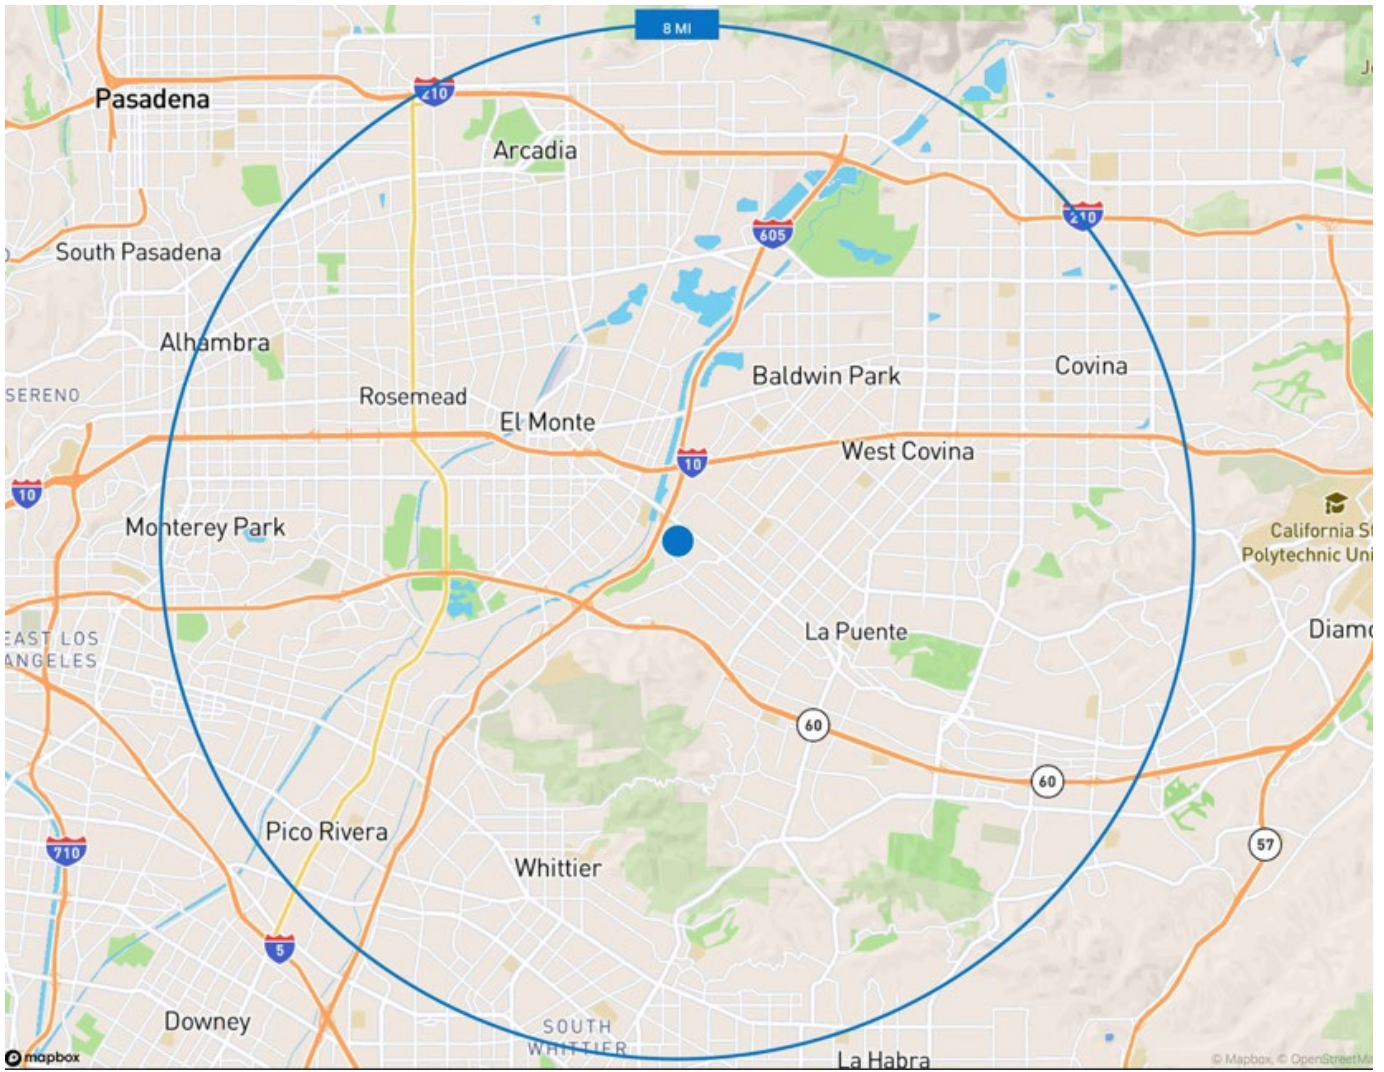 8 MI
Pasadena
210
Arcadia
210
605
South Pasadena
Alhambra
Covina
Baldwin Park
SERENO
Rosemead
El Monte
West Covina
10
10
Monterey Park
California St
Polytechnic Uni
EAST LOS
ANGELES
La Puente
Diamo
60
60
Pico Rivera
710
57
Whittier
5
Downey
SOUTH
WHITTIER
mapbox
La Habra
© Mapbox, © OpenStreetMa